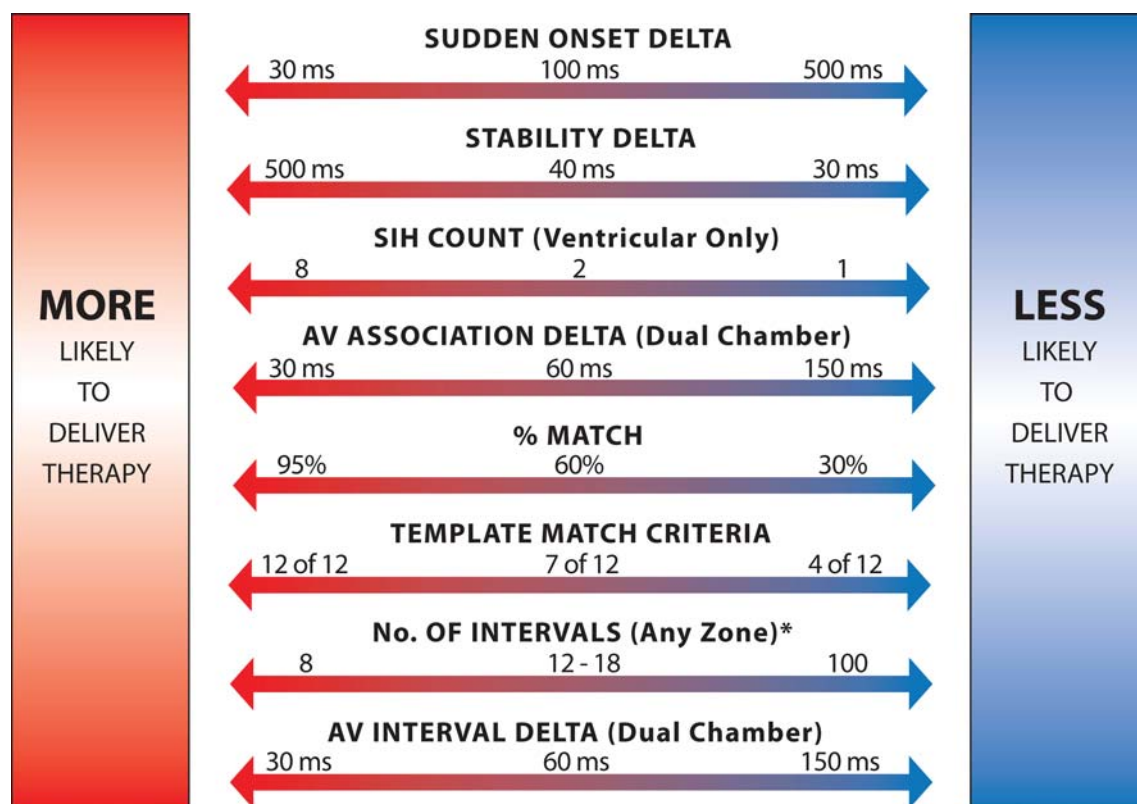 MORE
LIKELY
TO
DELIVER
THERAPY
SUDDEN ONSET DELTA
30 ms 100 ms 500 ms
STABILITY DELTA
500 ms 40 ms 30 ms
SIH COUNT (Ventricular Only)
8 2 1
AV ASSOCIATION DELTA (Dual Chamber)
30 ms 60 ms 150 ms
% MATCH
95% 60% 30%
TEMPLATE MATCH CRITERIA
12 of 12 7 of 12 4 of 12
No. OF INTERVALS (Any Zone)*
8 12 - 18 100
AV INTERVAL DELTA (Dual Chamber)
30 ms 60 ms 150 ms
LESS
LIKELY
TO
DELIVER
THERAPY